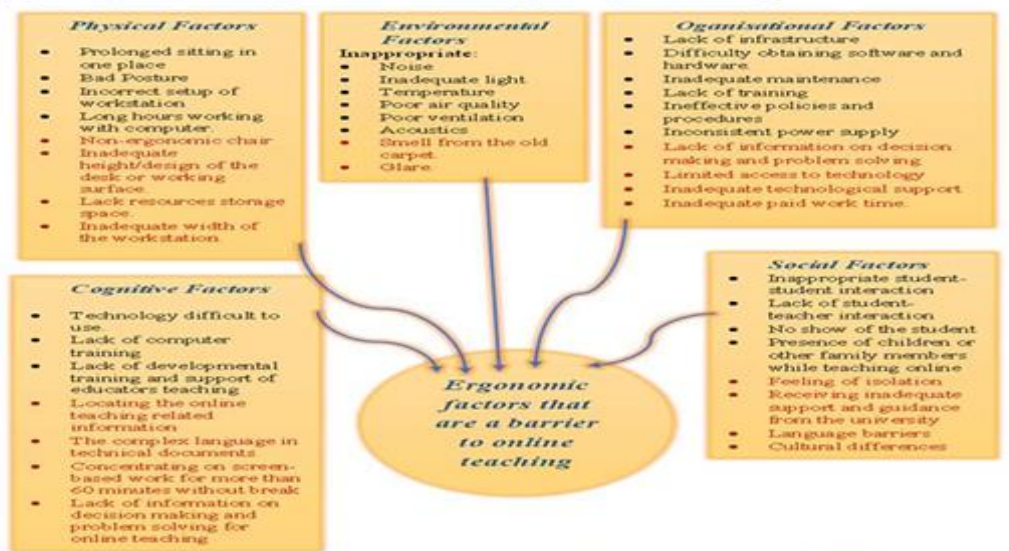 Physical Factors
• Prolonged sitting in
one place
• Bad Posture
• Incorrect setup of
workstation
• Long hours working
with computer.
• Non-ergonomic chair
• Inadequate
height/design of the
desk or working
surface.
• Lack resources storage
space.
• Inadequate width of
the workstation.
Environmental
Factors
Inappropriate:
• Noise
• Inadequate light
• Temperature
• Poor air quality
• Poor ventilation
• Acoustics
• Smell from the old
carpet.
• Glare.
Oganisational Factors
• Lack of infrastructure
• Difficulty obtaining software and
hardware.
• Inadequate maintenance
• Lack of training
• Ineffective policies and
procedures
• Inconsistent power supply
• Lack of information on decision
making and problem solving
• Limited access to technology
• Inadequate technological support
• Inadequate paid work time.
Cognitive Factors
• Technology difficult to
use.
• Lack of computer
training
• Lack of developmental
training and support of
educators teaching
• Locating the online
teaching related
information
• The complex language in
technical documents
• Concentrating on screen-
based work for more than
60 minutes without break
• Lack of information on
decision making and
problem solving for
online teaching
Social Factors
• Inappropriate student-
student interaction
• Lack of student-
teacher interaction
• No show of the student
• Presence of children or
other family members
while teaching online
• Feeling of isolation
• Receiving inadequate
support and guidance
from the university
• Language barriers
• Cultural differences
Ergonomic
factors that
are a barrier
to online
teaching